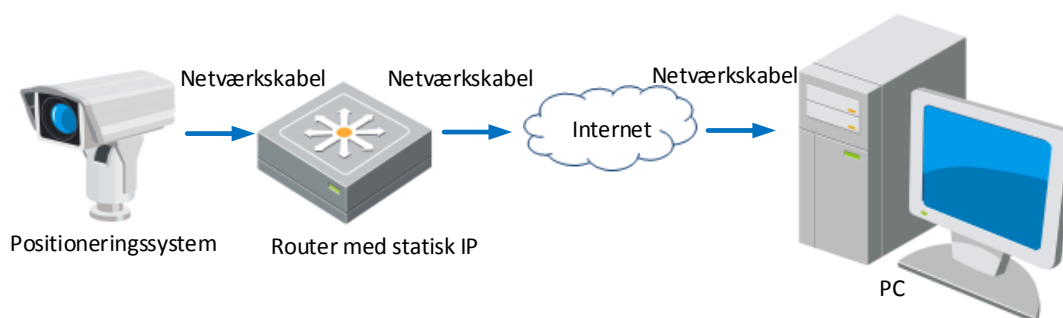 Netværkskabel
Netværkskabel
Netværkskabel
Internet
Positioneringssystem
Router med statisk IP
PC